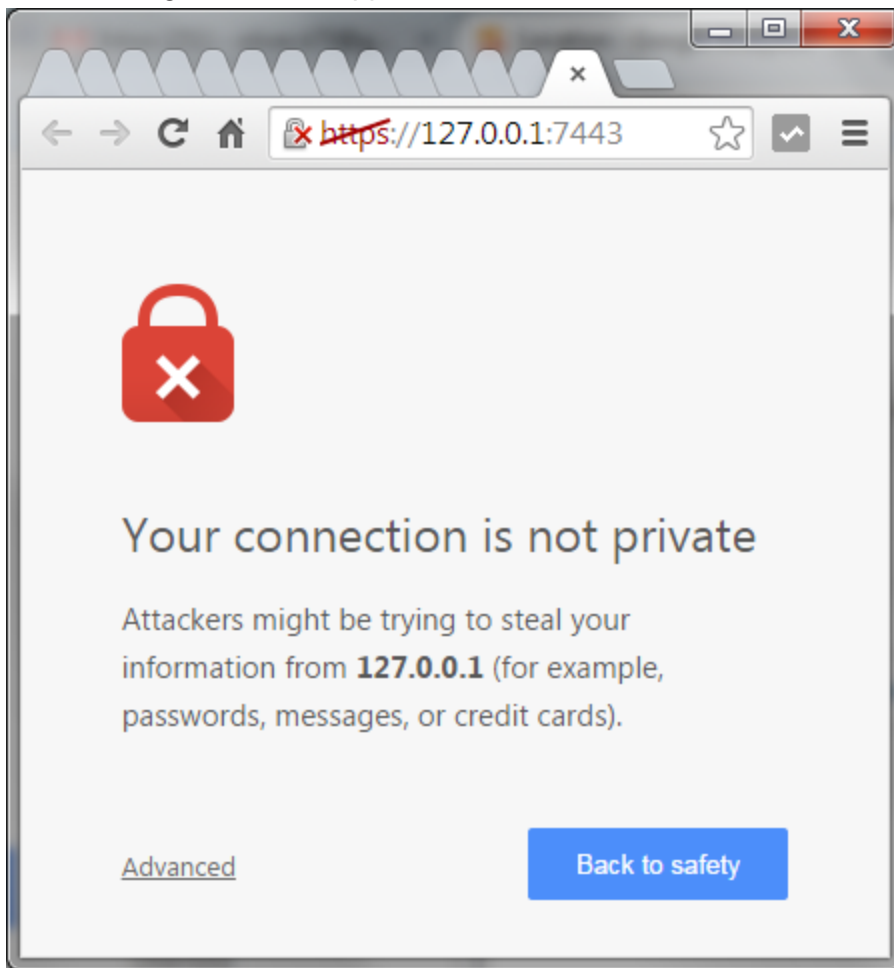 https://127.0.0.1:7443
Your connection is not private
Attackers might be trying to steal your
information from 127.0.0.1 (for example,
passwords, messages, or credit cards).
Advanced
Back to safety